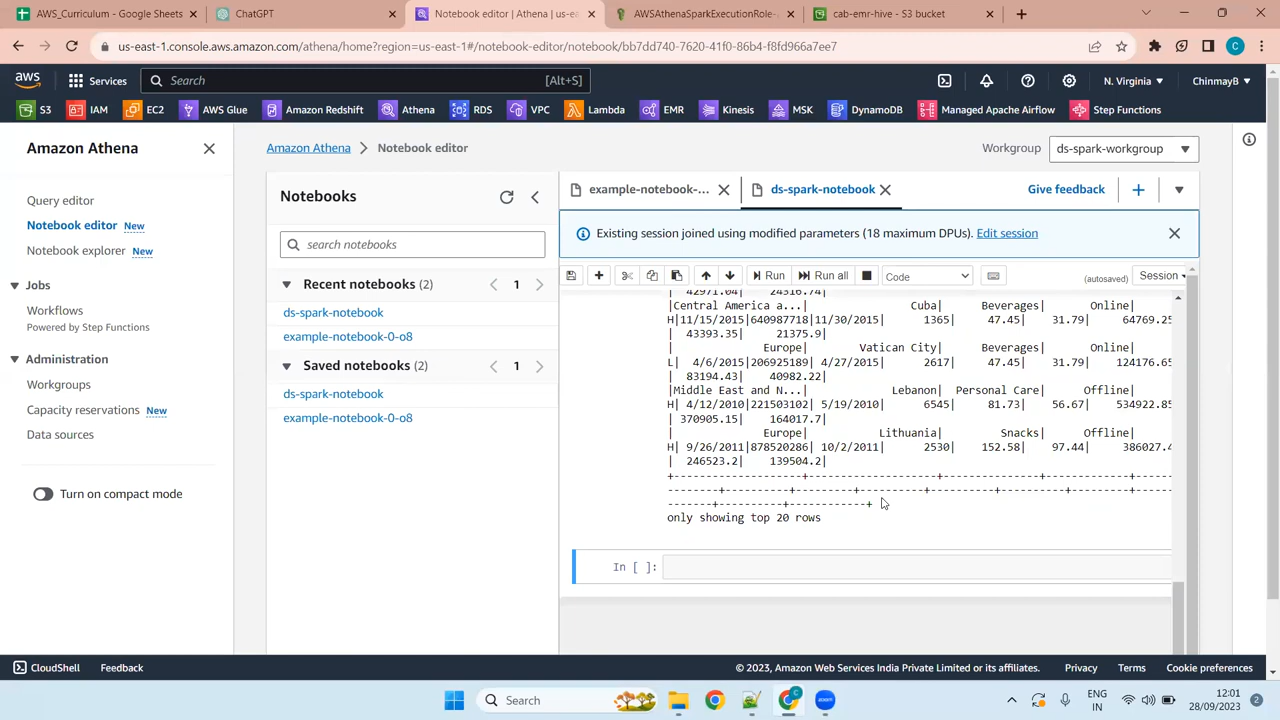 AWS_Curriculum - Google Sheets
ChatGPT
Notebook editor | Athena | us-ea
AWSAthenaSparkExecutionRole-
cab-emr-hive - S3 bucket
us-east-1.console.aws.amazon.com/athena/home?region=us-east-1#/notebook-editor/notebook/bb7dd740-7620-41f0-86b4-f8fd966a7ee7
C
aws
Services
Search
[Alt+S]
N. Virginia
ChinmayB
S3
IAM
EC2
AWS Glue
Amazon Redshift
Athena
RDS
VPC
Lambda
EMR
Kinesis
MSK
DynamoDB
Managed Apache Airflow
Step Functions
Amazon Athena
Query editor
Notebook editor New
Notebook explorer New
Jobs
Workflows
Powered by Step Functions
Administration
Workgroups
Capacity reservations New
Data sources
Turn on compact mode
Amazon Athena > Notebook editor
Workgroup
ds-spark-workgroup
Notebooks
search notebooks
Recent notebooks (2)
1
ds-spark-notebook
example-notebook-0-o8
Saved notebooks (2)
1
ds-spark-notebook
example-notebook-0-o8
example-notebook-...
ds-spark-notebook
Give feedback
Existing session joined using modified parameters (18 maximum DPUs). Edit session
Run
Run all
Code
(autosaved)
Session
| 42971.04| 24316.74|
|Central America a...| Cuba| Beverages| Online|
H|11/15/2015|640987718|11/30/2015| 1365| 47.45| 31.79| 64769.25
| 43393.35| 21375.9|
| Europe| Vatican City| Beverages| Online|
L| 4/6/2015|206925189| 4/27/2015| 2617| 47.45| 31.79| 124176.65
| 83194.43| 40982.22|
|Middle East and N...| Lebanon| Personal Care| Offline|
H| 4/12/2010|221503102| 5/19/2010| 6545| 81.73| 56.67| 534922.85
| 370905.15| 164017.7|
| Europe| Lithuania| Snacks| Offline|
H| 9/26/2011|878520286| 10/2/2011| 2530| 152.58| 97.44| 386027.4
| 246523.2| 139504.2|
+--------------------+--------------------+---------------+-------------+
-------+----------+---------+----------+----------+----------+---------+------
-------+----------+------------+
only showing top 20 rows
In [ ]:
CloudShell
Feedback
© 2023, Amazon Web Services India Private Limited or its affiliates.
Privacy
Terms
Cookie preferences
Search
C
zoom
ENG
IN
12:01
28/09/2023
2